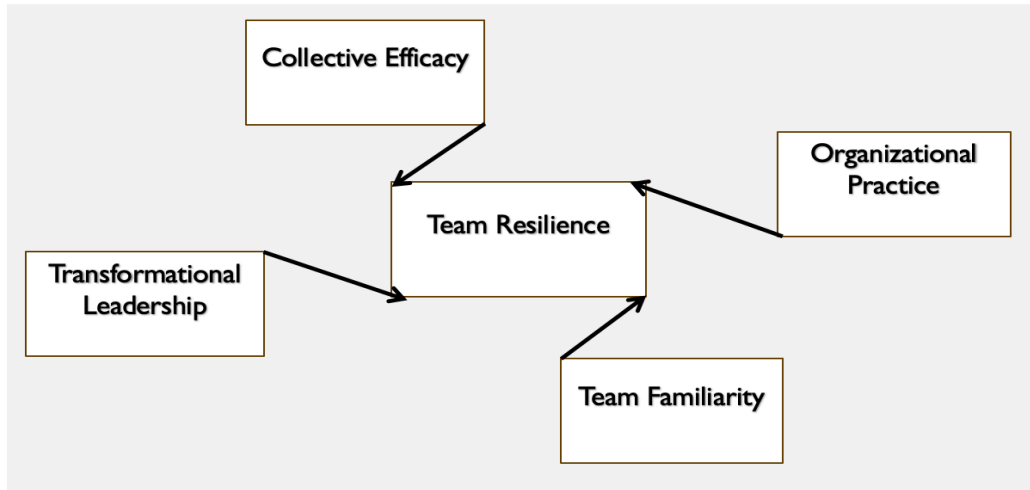 Collective Efficacy
Organizational
Practice
Team Resilience
Transformational
Leadership
Team Familiarity